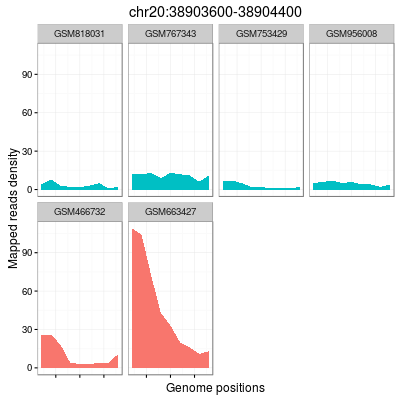 chr20:38903600-38904400
GSM818031 GSM767343 GSM753429 GSM956008
90
60
30
0
GSM466732 GSM663427
90
60
30
0
Mapped reads density
Genome positions